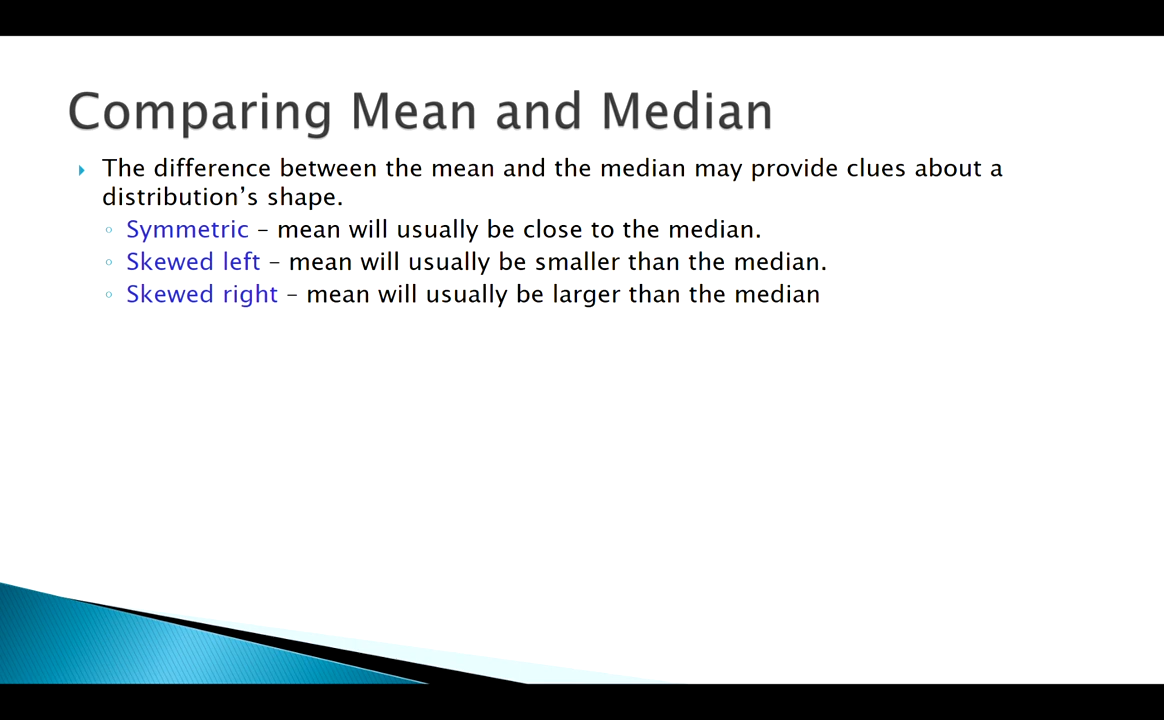 Comparing Mean and Median
The difference between the mean and the median may provide clues about a
distribution’s shape.
Symmetric – mean will usually be close to the median.
Skewed left – mean will usually be smaller than the median.
Skewed right – mean will usually be larger than the median